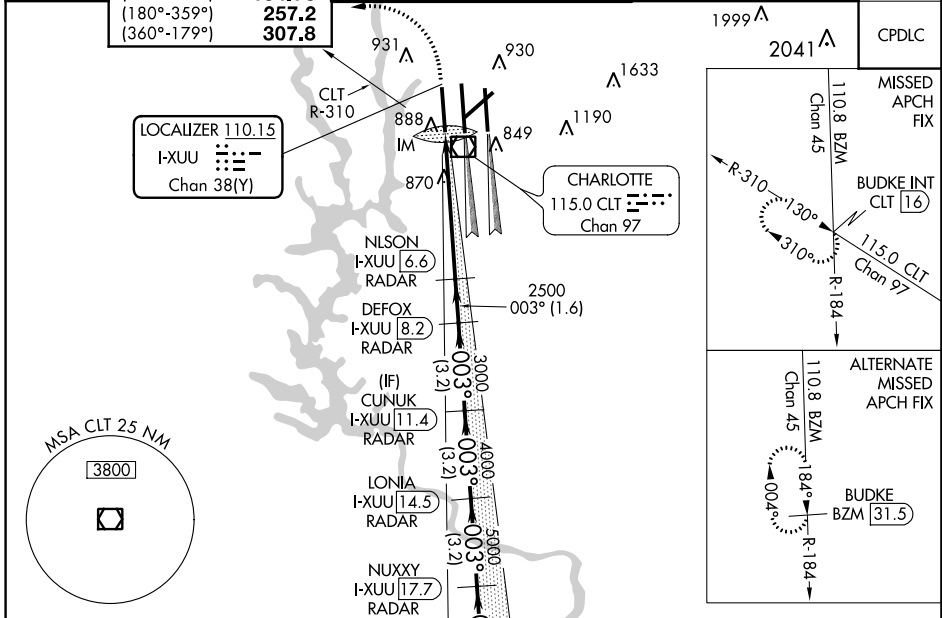 (180°-359°) 257.2
(360°-179°) 307.8
CLT
R-310
931
930
1633
1999
2041
CPDLC
LOCALIZER 110.15
I-XUU
Chan 38(Y)
888
IM
849
1190
870
CHARLOTTE
115.0 CLT
Chan 97
NLSON
I-XUU 6.6
RADAR
2500
003° (1.6)
DEFOX
I-XUU 8.2
RADAR
003°
(3.2)
3000
(IF)
CUNUK
I-XUU 11.4
RADAR
003°
(3.2)
4000
LONIA
I-XUU 14.5
RADAR
003°
(3.2)
5000
NUXXY
I-XUU 17.7
RADAR
MSA CLT 25 NM
3800
MISSED
APCH
FIX
110.8 BZM
Chan 45
R-310
130°
310°
BUDKE INT
CLT 16
115.0 CLT
Chan 97
R-184
ALTERNATE
MISSED
APCH FIX
110.8 BZM
Chan 45
184°
004°
BUDKE
BZM 31.5
R-184